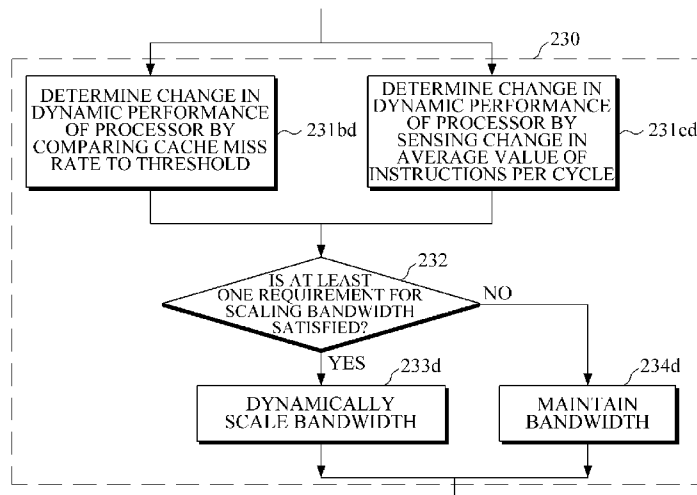 230
DETERMINE CHANGE IN
DYNAMIC PERFORMANCE
OF PROCESSOR BY
COMPARING CACHE MISS
RATE TO THRESHOLD
231bd
DETERMINE CHANGE IN
DYNAMIC PERFORMANCE
OF PROCESSOR BY
SENSING CHANGE IN
AVERAGE VALUE OF
INSTRUCTIONS PER CYCLE
231cd
232
IS AT LEAST
ONE REQUIREMENT FOR
SCALING BANDWIDTH
SATISFIED?
NO
YES
233d
DYNAMICALLY
SCALE BANDWIDTH
234d
MAINTAIN
BANDWIDTH